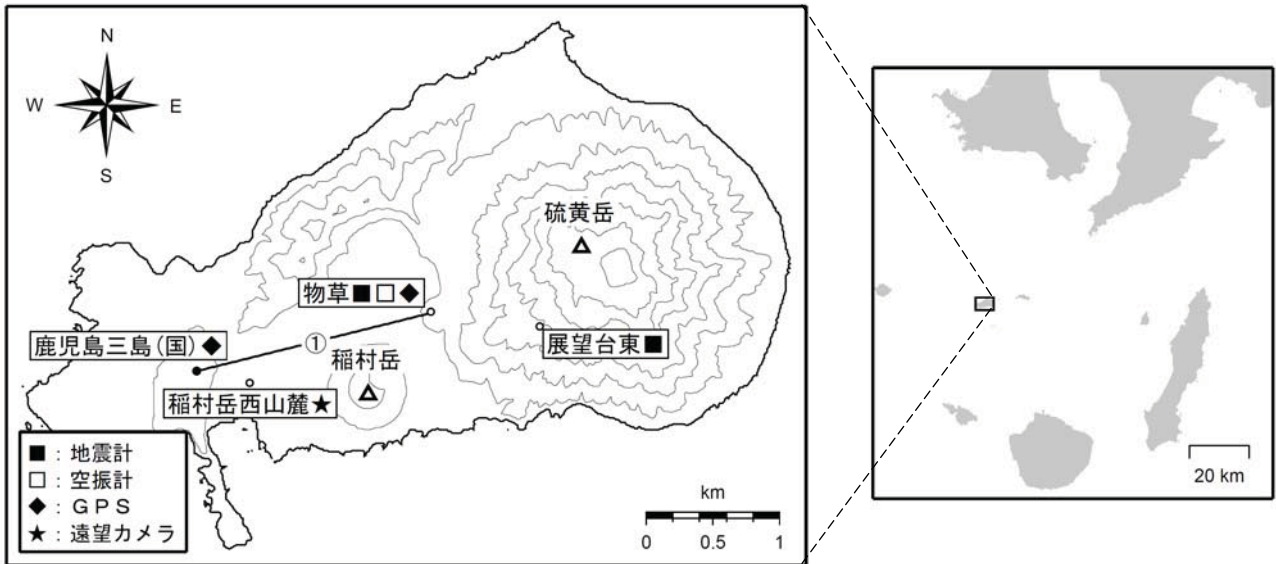 N
W
E
S
硫黄岳
物草■□◆
鹿児島三島(国)◆
①
展望台東■
稲村岳
稲村岳西山麓★
■:地震計
□:空振計
◆:GPS
★:遠望カメラ
km
0 0.5 1
20 km